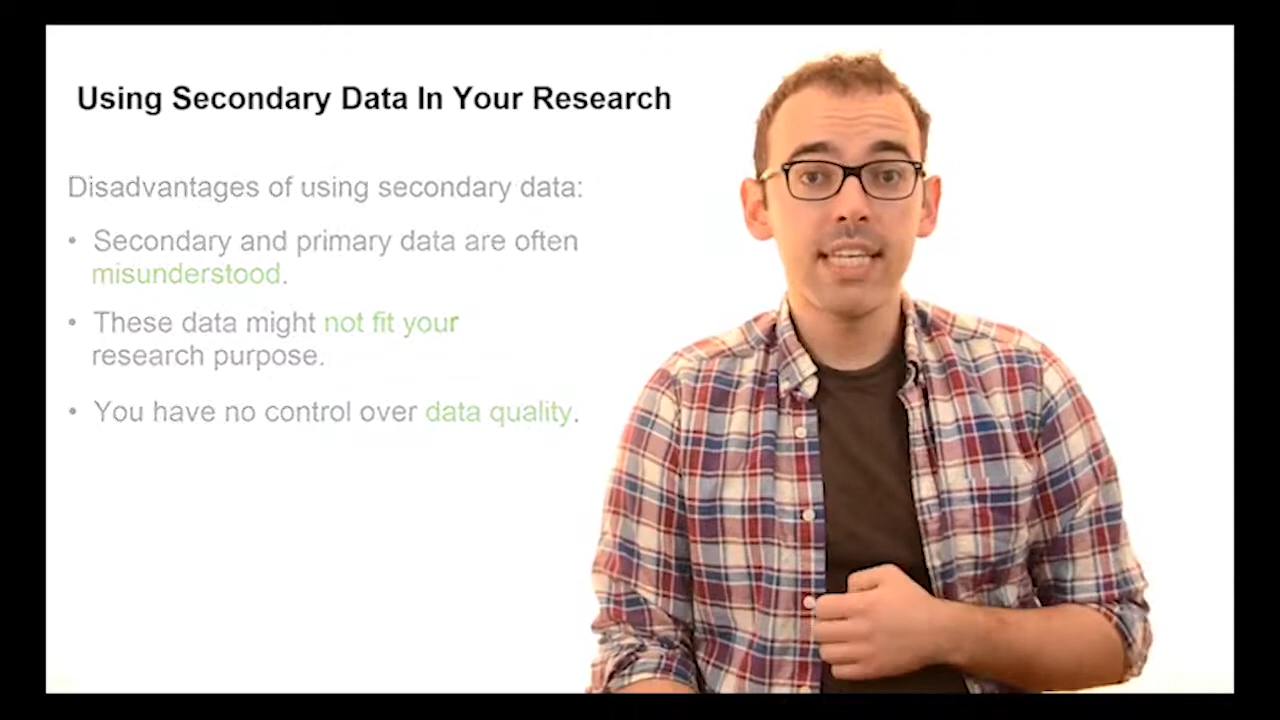 Using Secondary Data In Your Research
Disadvantages of using secondary data:
• Secondary and primary data are often
misunderstood.
• These data might not fit your
research purpose.
• You have no control over data quality.